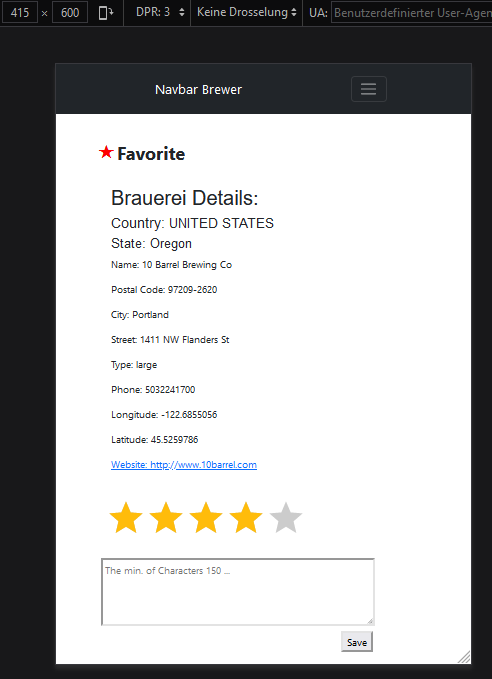 415 × 600 DPR: 3 Keine Drosselung UA: Benutzerdefinierter User-Agen
Navbar Brewer
Favorite
Brauerei Details:
Country: UNITED STATES
State: Oregon
Name: 10 Barrel Brewing Co
Postal Code: 97209-2620
City: Portland
Street: 1411 NW Flanders St
Type: large
Phone: 5032241700
Longitude: -122.6855056
Latitude: 45.5259786
Website: http://www.10barrel.com
The min. of Characters 150 ...
Save